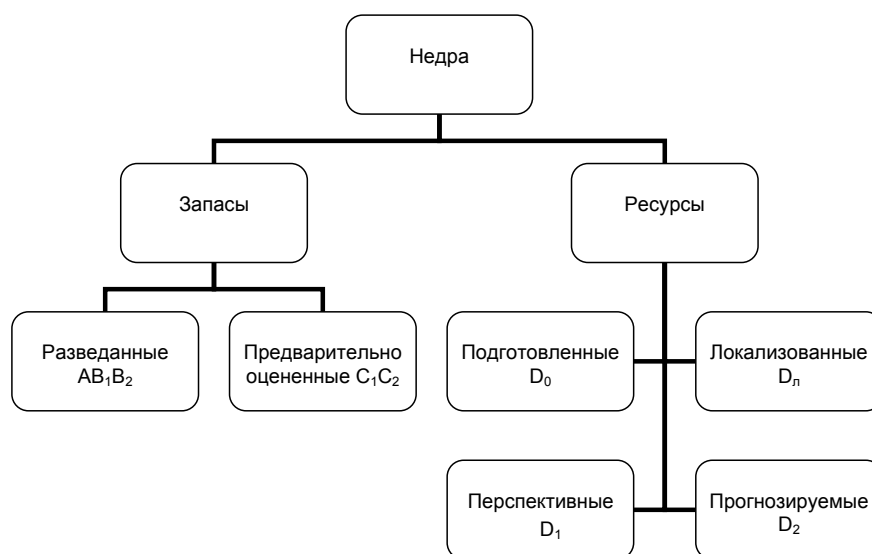 Недра
Запасы
Ресурсы
Разведанные
AB₁B₂
Предварительно
оцененные C₁C₂
Подготовленные
D₀
Локализованные
Dл
Перспективные
D₁
Прогнозируемые
D₂